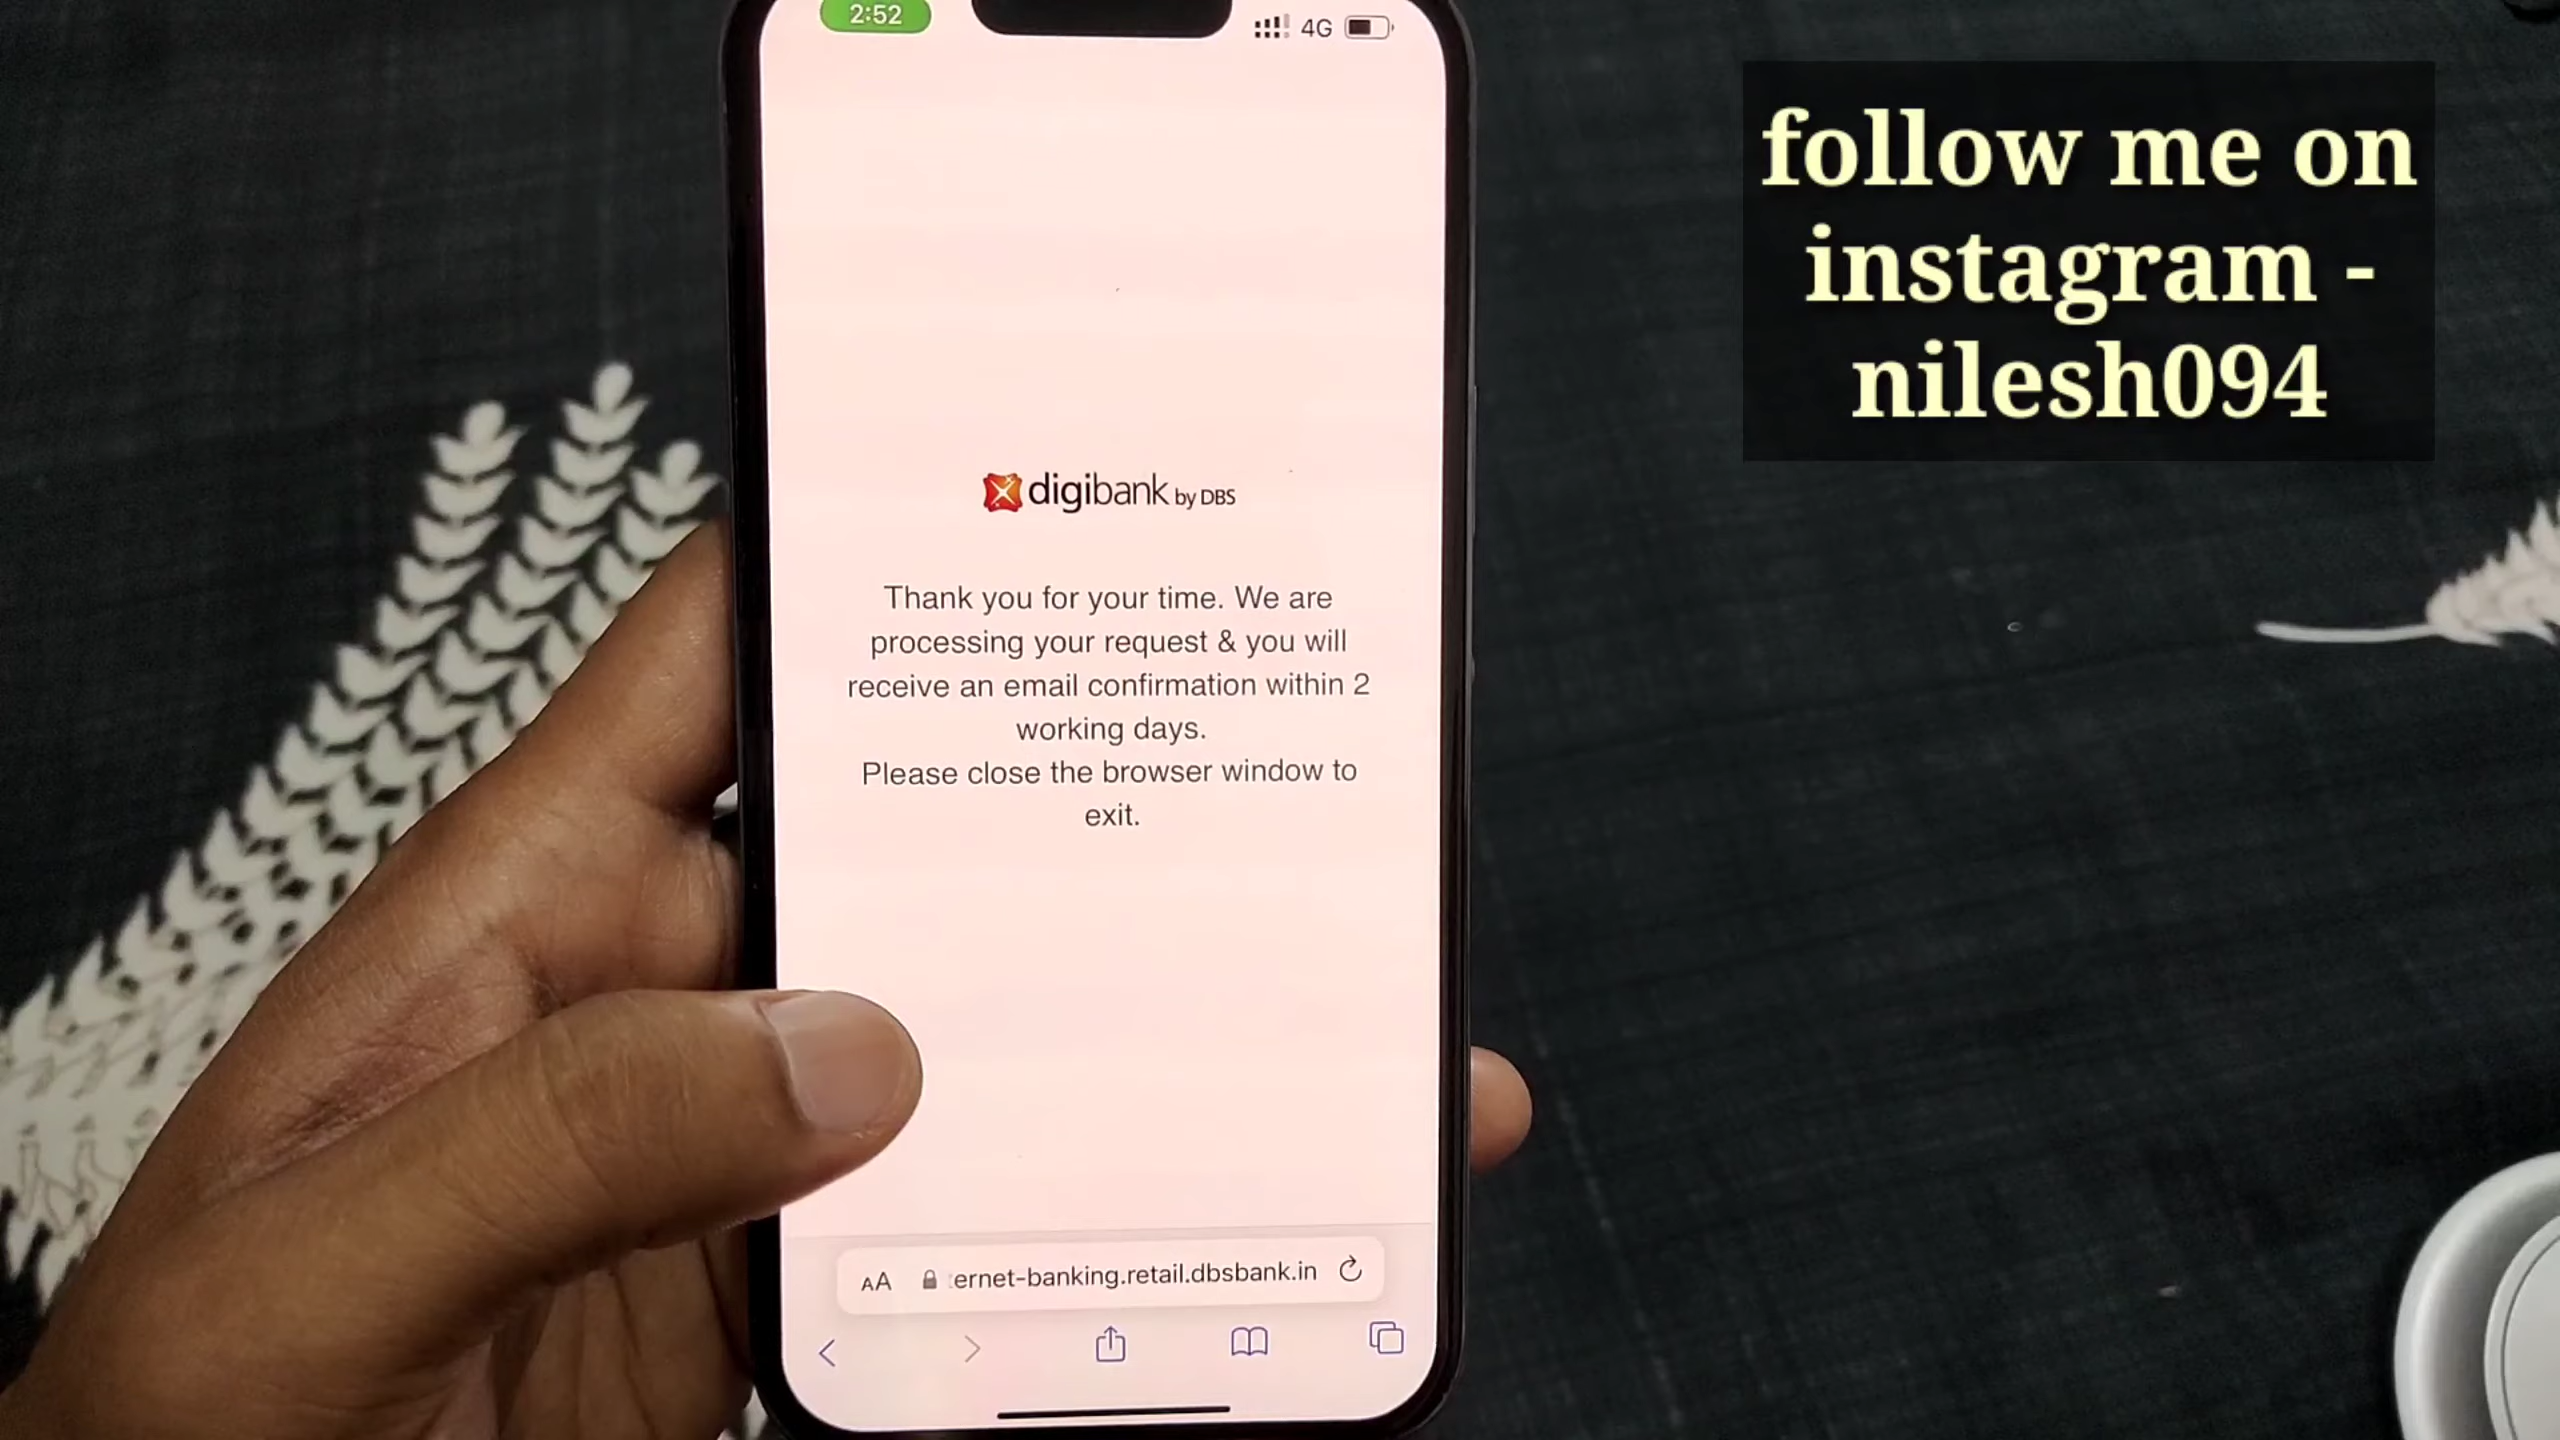 2:52
4G
follow me on
instagram -
nilesh094
digibank by DBS
Thank you for your time. We are
processing your request & you will
receive an email confirmation within 2
working days.
Please close the browser window to
exit.
AA ernet-banking.retail.dbsbank.in